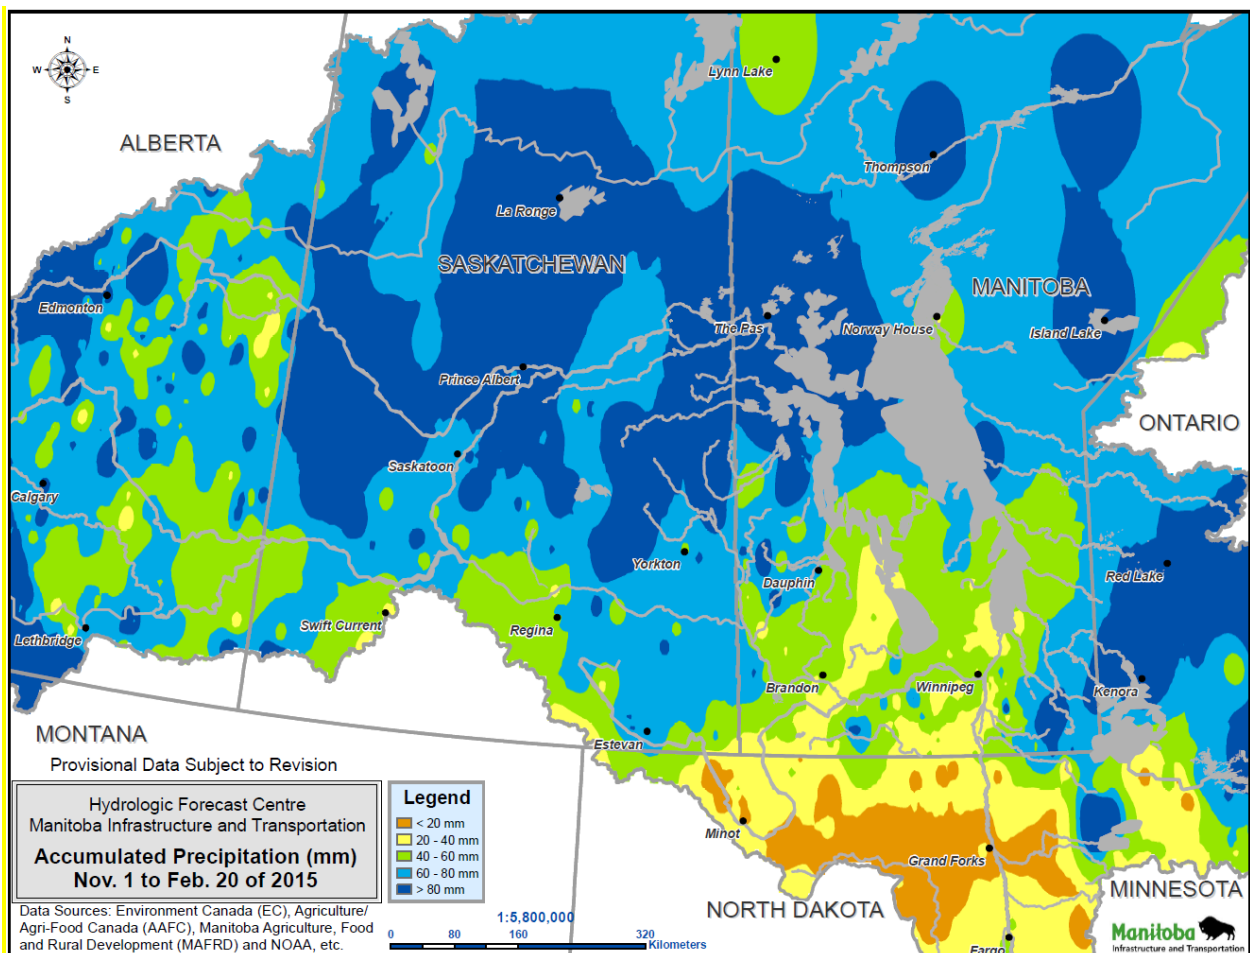 N
W
E
S
Lynn Lake
ALBERTA
Thompson
La Ronge
SASKATCHEWAN
MANITOBA
Edmonton
The Pas
Norway House
Island Lake
Prince Albert
ONTARIO
Saskatoon
Calgary
Yorkton
Dauphin
Red Lake
Swift Current
Regina
Lethbridge
Brandon
Winnipeg
Kenora
MONTANA
Estevan
Provisional Data Subject to Revision
Hydrologic Forecast Centre
Manitoba Infrastructure and Transportation
Accumulated Precipitation (mm)
Nov. 1 to Feb. 20 of 2015
Legend
< 20 mm
20 - 40 mm
40 - 60 mm
60 - 80 mm
> 80 mm
Minot
Grand Forks
MINNESOTA
NORTH DAKOTA
Data Sources: Environment Canada (EC), Agriculture/
Agri-Food Canada (AAFC), Manitoba Agriculture, Food
and Rural Development (MAFRD) and NOAA, etc.
1:5,800,000
0 80 160 320
Kilometers
Fargo
Manitoba
Infrastructure and Transportation